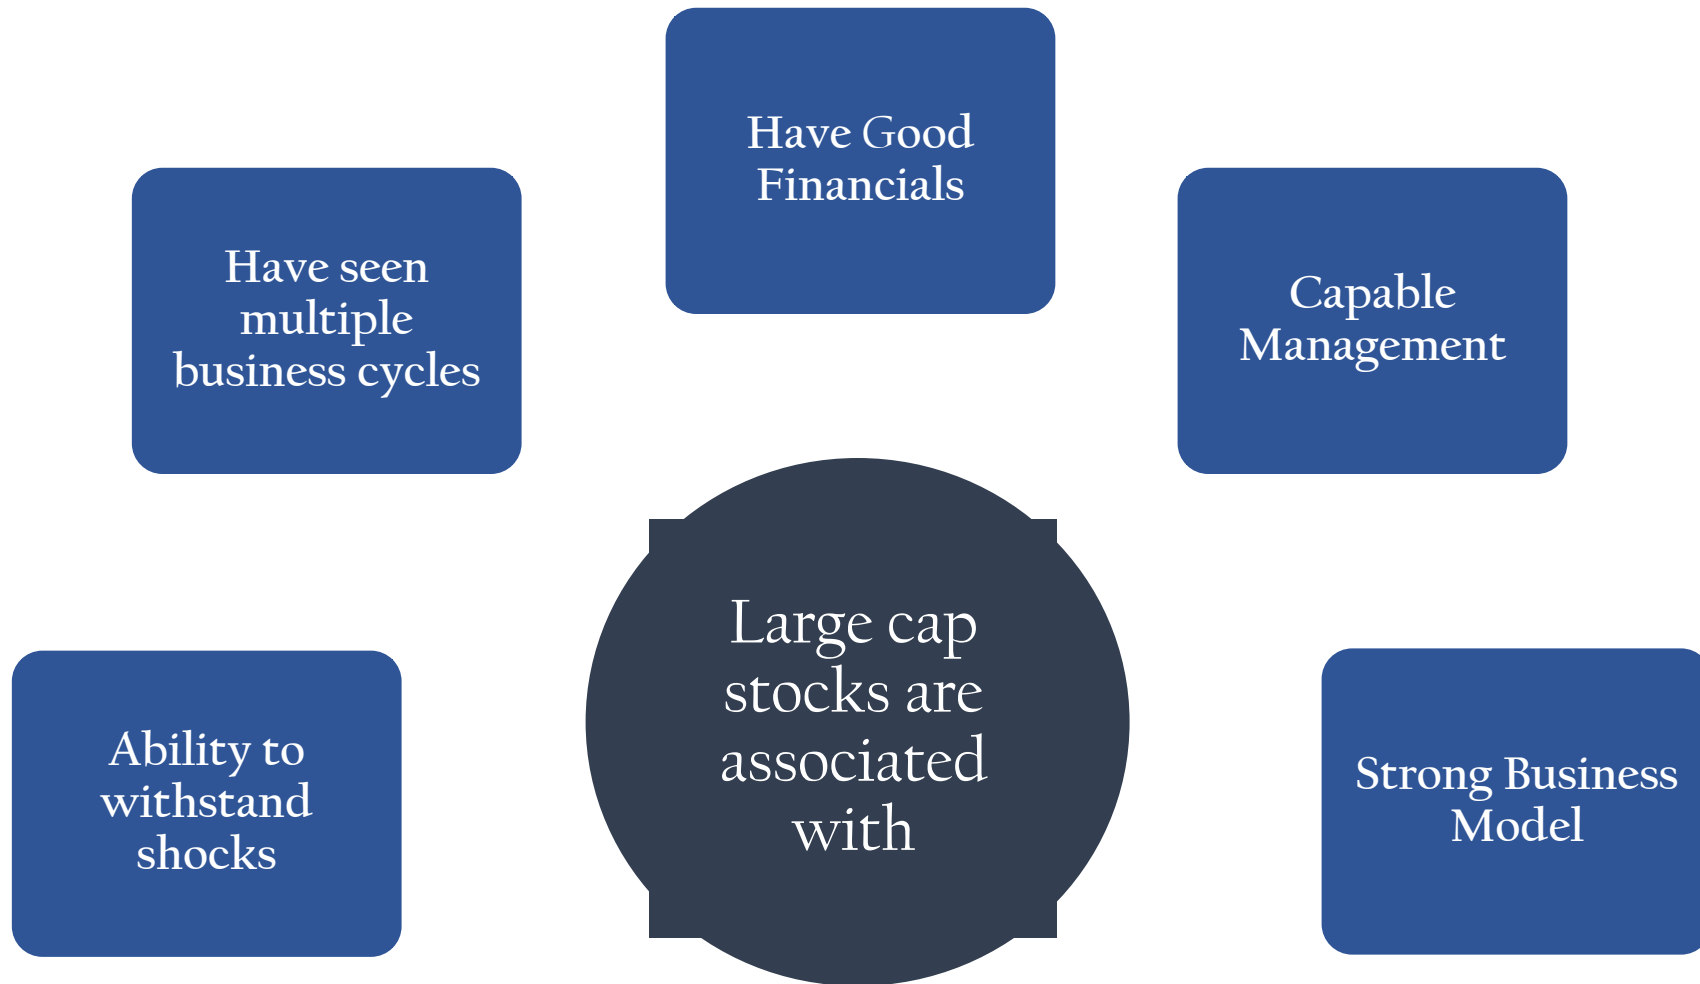 Have Good
Financials
Have seen
multiple
business cycles
Capable
Management
Large cap
stocks are
associated
with
Ability to
withstand
shocks
Strong Business
Model